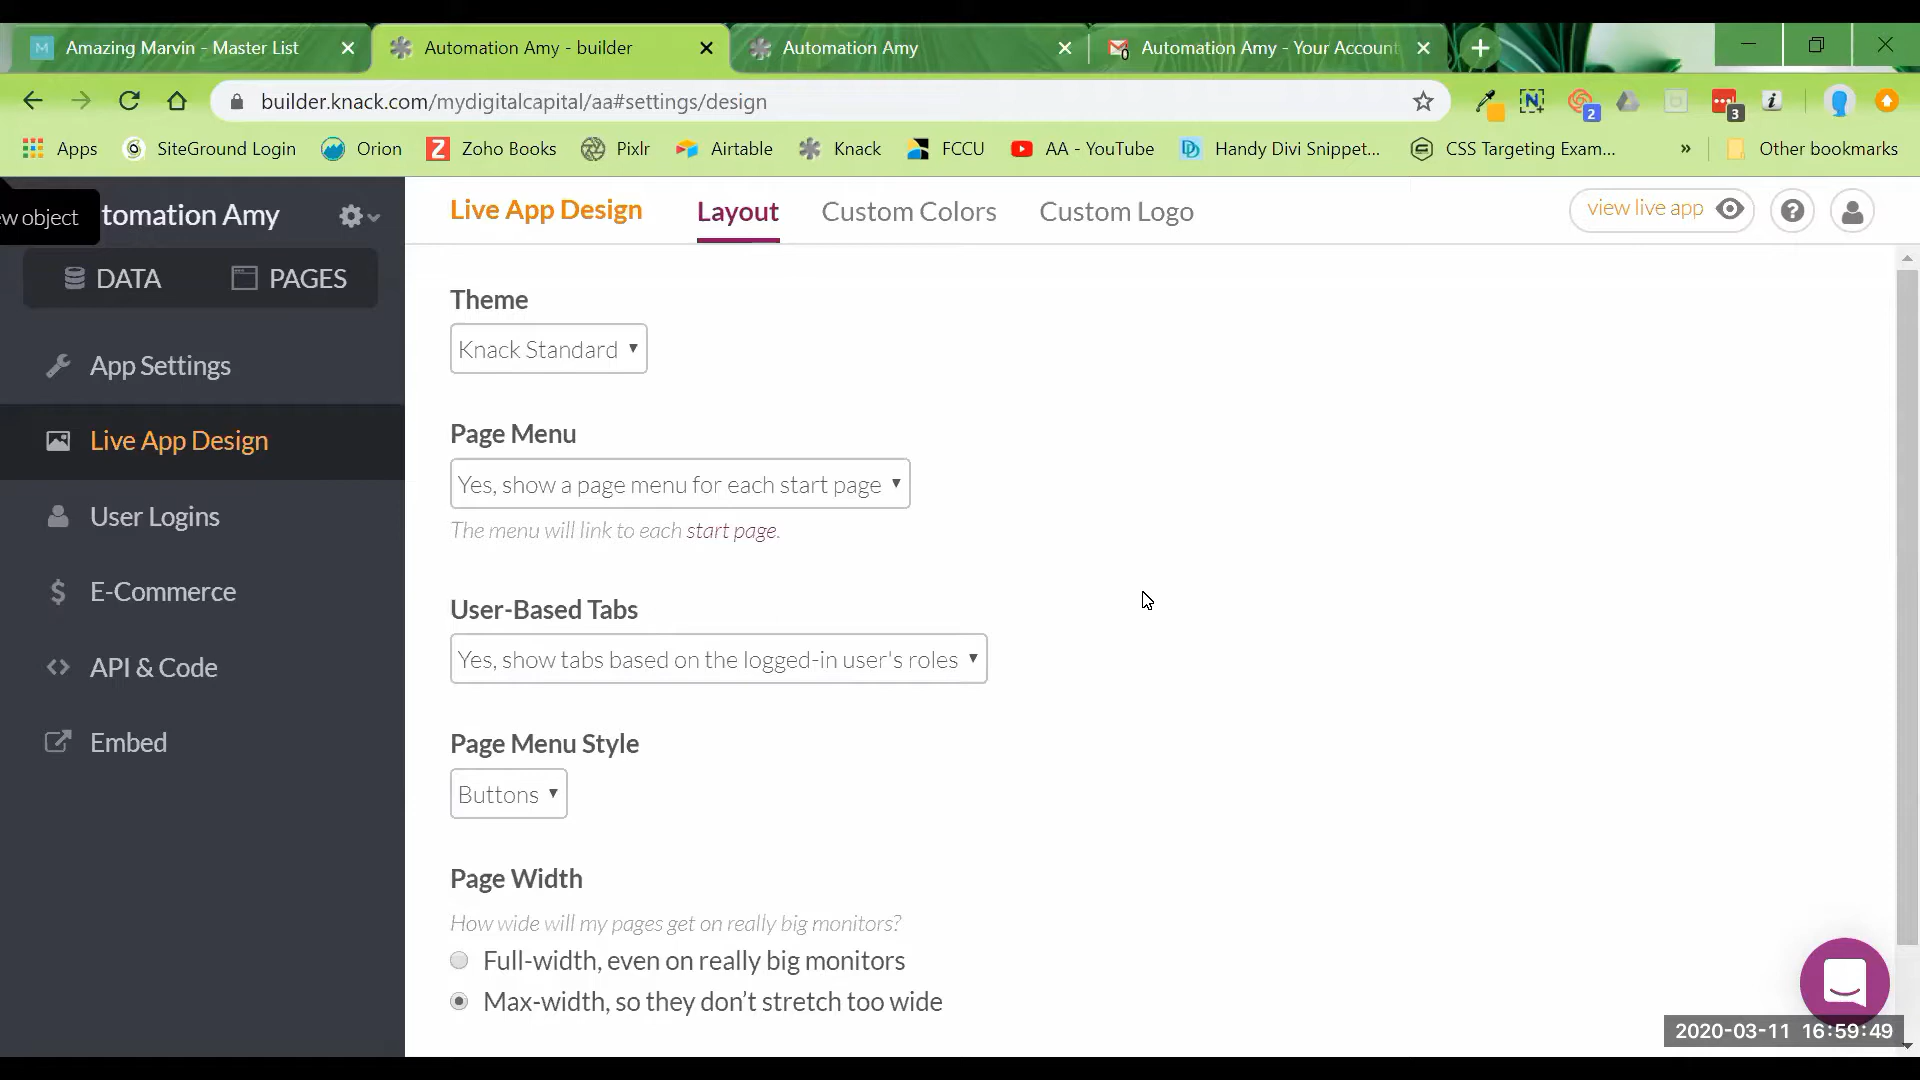 Amazing Marvin - Master List
Automation Amy - builder
Automation Amy
Automation Amy - Your Account
builder.knack.com/mydigitalcapital/aa#settings/design
2
3
Apps
SiteGround Login
Orion
Zoho Books
Pixlr
Airtable
Knack
FCCU
AA - YouTube
Handy Divi Snippet...
CSS Targeting Exam...
»
Other bookmarks
ew object
tomation Amy
Live App Design
Layout
Custom Colors
Custom Logo
view live app
DATA
PAGES
App Settings
Live App Design
User Logins
E-Commerce
API & Code
Embed
Theme
Knack Standard
Page Menu
Yes, show a page menu for each start page
The menu will link to each start page.
User-Based Tabs
Yes, show tabs based on the logged-in user's roles
Page Menu Style
Buttons
Page Width
How wide will my pages get on really big monitors?
Full-width, even on really big monitors
Max-width, so they don’t stretch too wide
2020-03-11 16:59:49